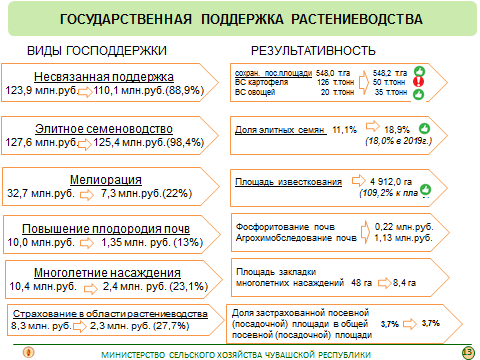 ГОСУДАРСТВЕННАЯ ПОДДЕРЖКА РАСТЕНИЕВОДСТВА
ВИДЫ ГОСПОДДЕРЖКИ
РЕЗУЛЬТАТИВНОСТЬ
Несвязанная поддержка
123,9 млн.руб. 110,1 млн.руб.(88,9%)
сохран. пос.площади 548,0 т.га 548,2 т.га
ВС картофеля 126 т.тонн 50 т.тонн
ВС овощей 20 т.тонн 35 т.тонн
Элитное семеноводство
127,6 млн.руб. 125,4 млн.руб.(98,4%)
Доля элитных семян 11,1% 18,9%
(18,0% в 2019г.)
Мелиорация
32,7 млн.руб. 7,3 млн.руб.(22%)
Площадь известкования 4 912,0 га
(109,2% к пла
Повышение плодородия почв
10,0 млн.руб. 1,35 млн.руб. (13%)
Фосфоритование почв 0,22 млн.руб.
Агрохимобследование почв 1,13 млн.руб.
Многолетние насаждения
10,4 млн.руб. 2,4 млн.руб. (23,1%)
Площадь закладки
многолетних насаждений 48 га 8,4 га
Страхование в области растениеводства
8,3 млн.руб. 2,3 млн.руб. (27,7%)
Доля застрахованной посевной
(посадочной) площади в общей 3,7% 3,7%
посевной (посадочной) площади
МИНИСТЕРСТВО СЕЛЬСКОГО ХОЗЯЙСТВА ЧУВАШСКОЙ РЕСПУБЛИКИ
13